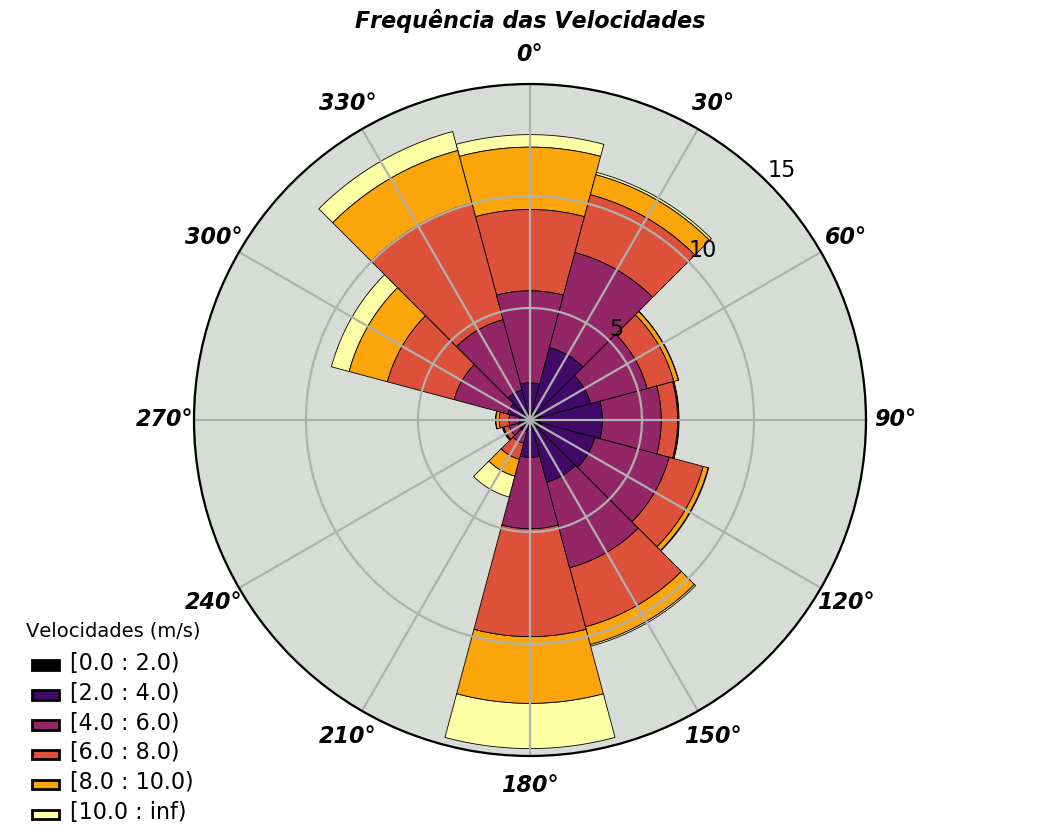 Frequência das Velocidades
0°
330°
30°
15
300°
60°
10
5
270°
90°
240°
120°
210°
150°
180°
Velocidades (m/s)
[0.0 : 2.0)
[2.0 : 4.0)
[4.0 : 6.0)
[6.0 : 8.0)
[8.0 : 10.0)
[10.0 : inf)